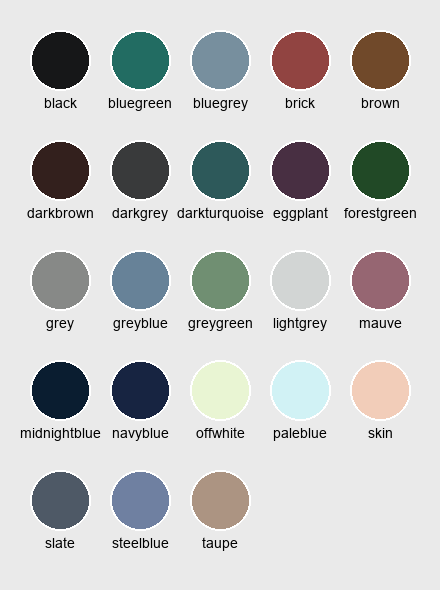 black bluegreen bluegrey brick brown
darkbrown darkgrey darkturquoise eggplant forestgreen
grey greyblue greygreen lightgrey mauve
midnightblue navyblue offwhite paleblue skin
slate steelblue taupe